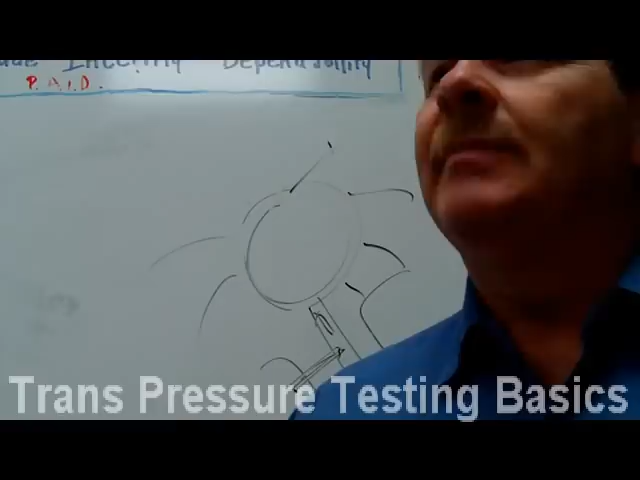 Integrity Dependability
P.A.I.D.
Trans Pressure Testing Basics